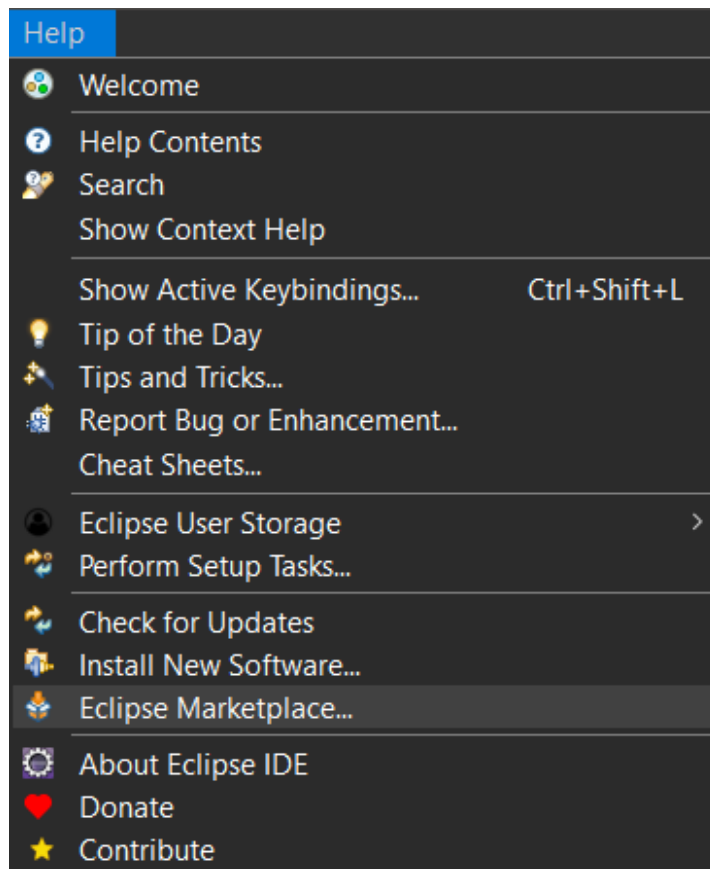 Help
Welcome
Help Contents
Search
Show Context Help
Show Active Keybindings... Ctrl+Shift+L
Tip of the Day
Tips and Tricks...
Report Bug or Enhancement...
Cheat Sheets...
Eclipse User Storage
Perform Setup Tasks...
Check for Updates
Install New Software...
Eclipse Marketplace...
About Eclipse IDE
Donate
Contribute